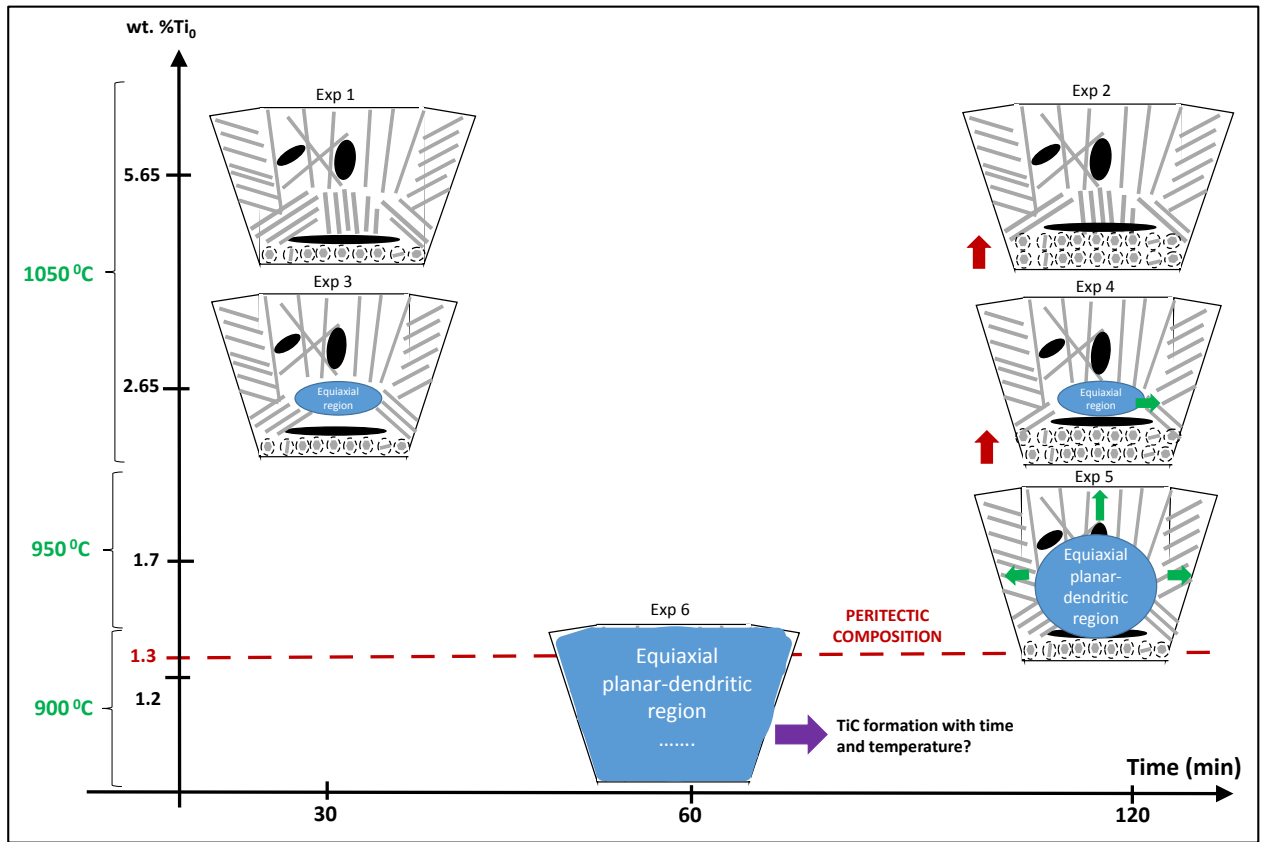 wt. %Ti0
Exp 1
Exp 2
5.65
1050 ⁰C
Exp 3
Exp 4
2.65
Equiaxial
region
Equiaxial
region
Exp 5
950 ⁰C
1.7
Equiaxial
planar-
dendritic
region
Exp 6
PERITECTIC
COMPOSITION
1.3
Equiaxial
planar-dendritic
region
.......
1.2
900 ⁰C
TiC formation with time
and temperature?
Time (min)
30
60
120